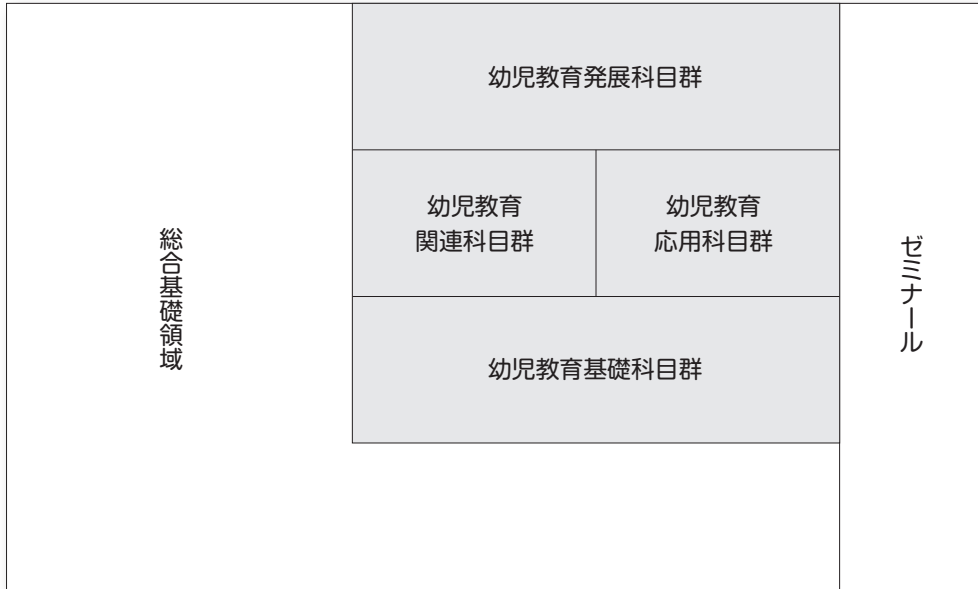 幼児教育発展科目群
幼児教育
関連科目群
幼児教育
応用科目群
幼児教育基礎科目群
総合基礎領域
ゼミナール